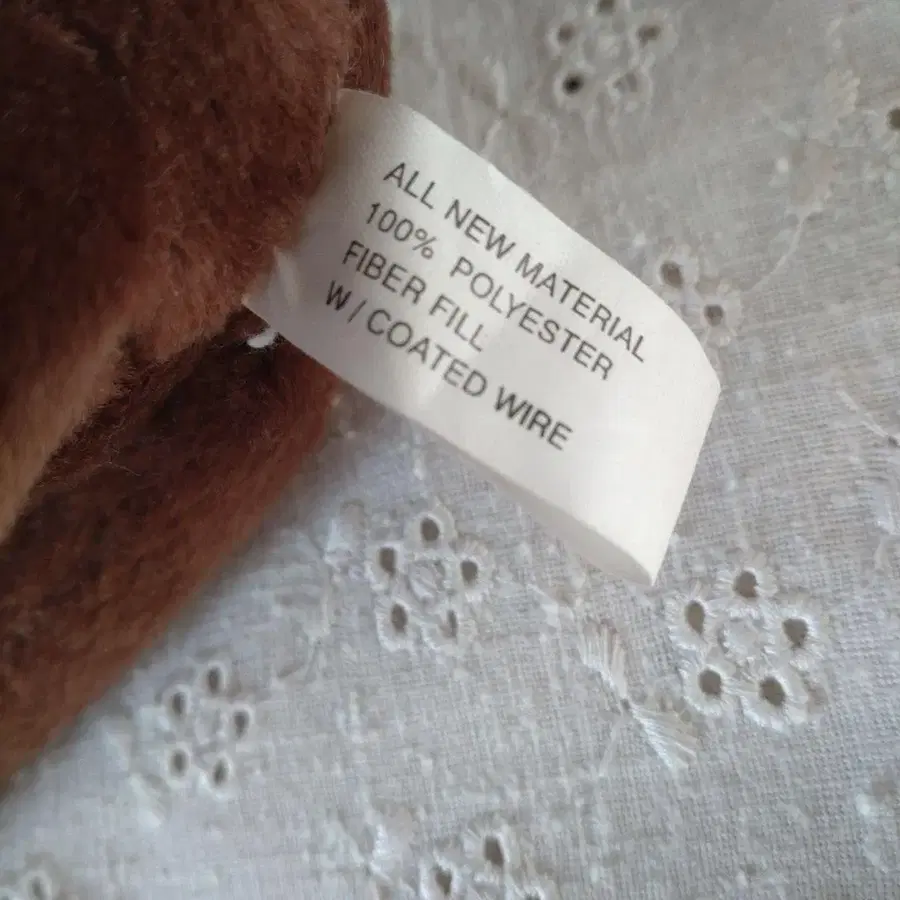 ALL NEW MATERIAL
100% POLYESTER
FIBER FILL
W/COATED WIRE